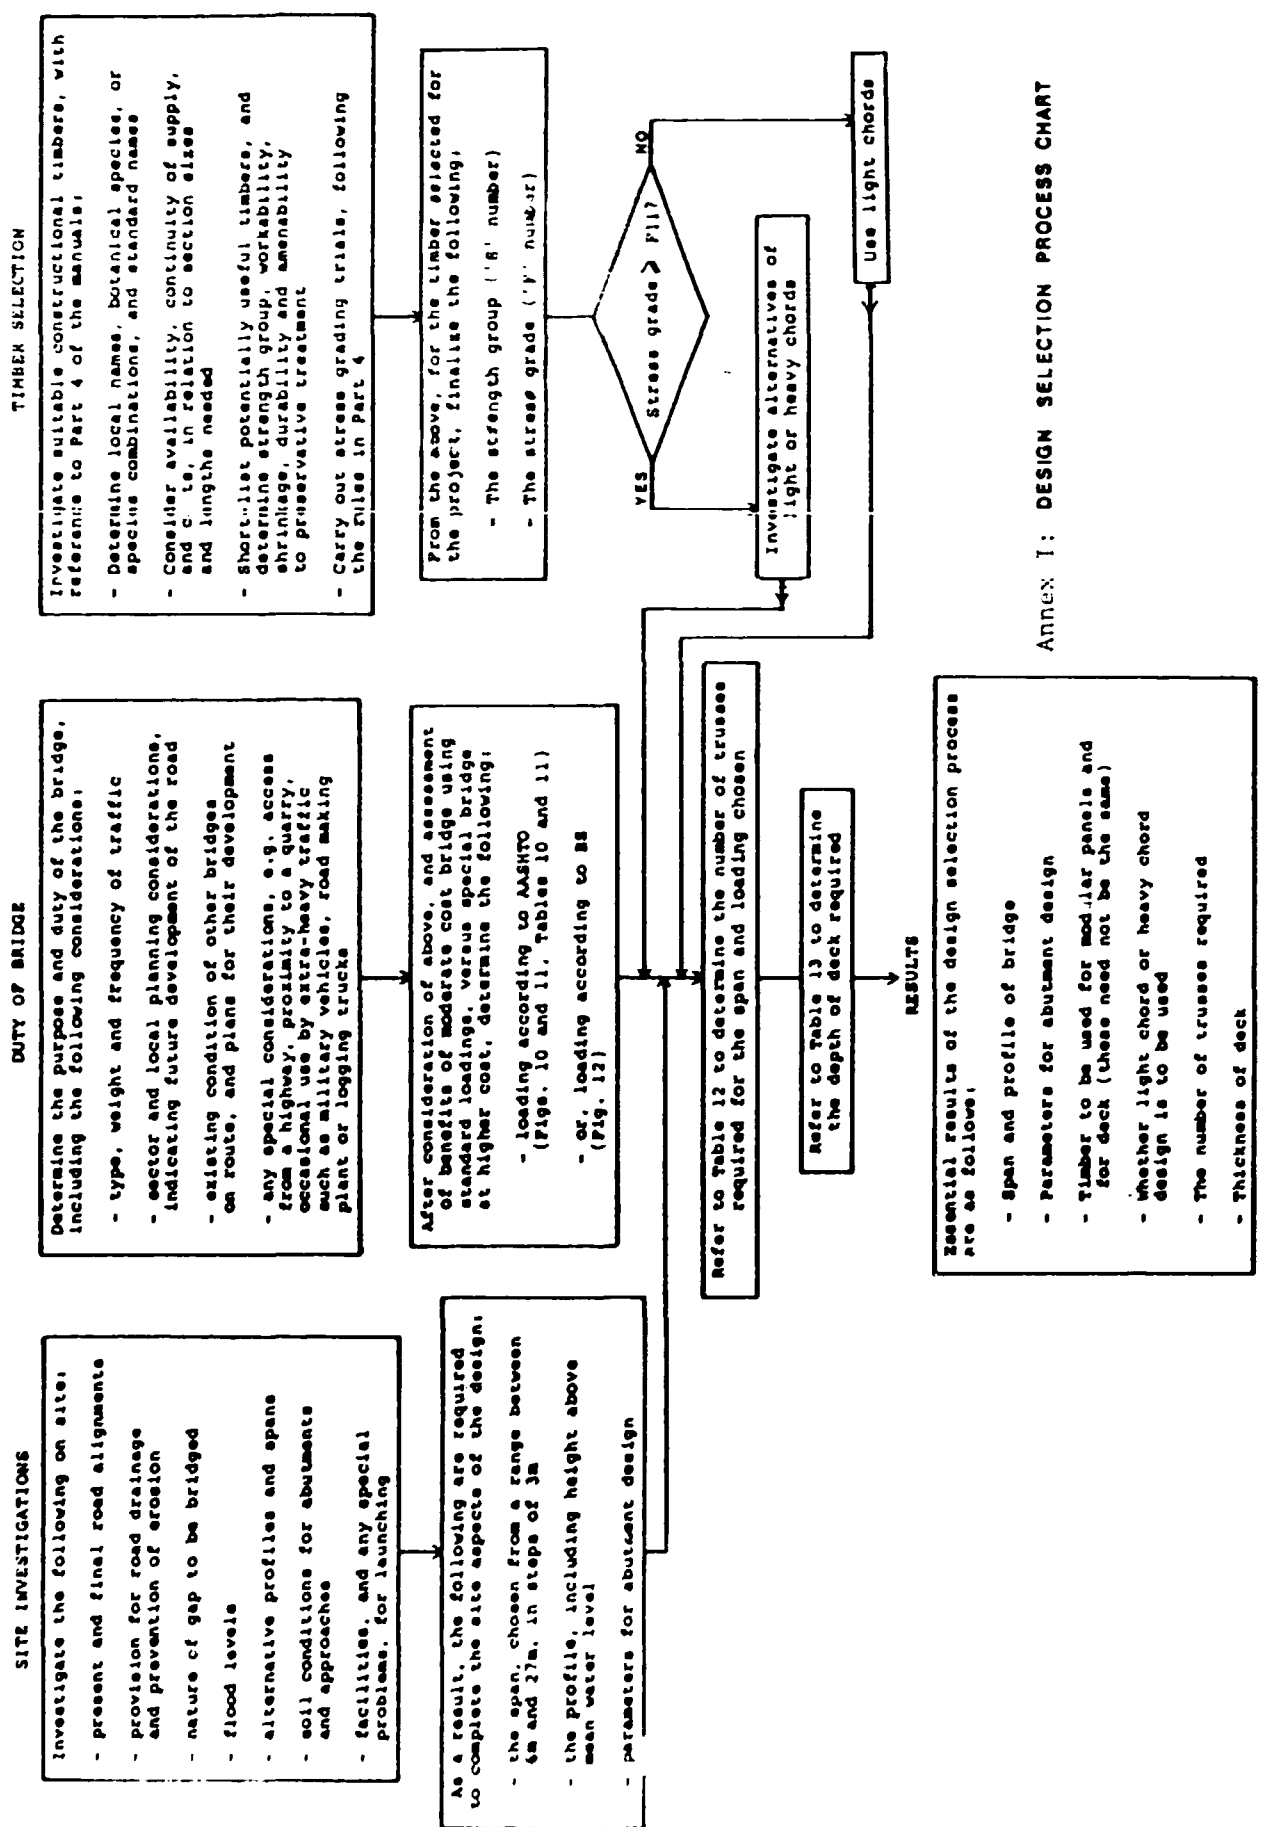 SITE INVESTIGATIONS
Investigate the following on site:
- present and final road alignments
- provision for road drainage
and prevention of erosion
- nature of gap to be bridged
- flood levels
- alternative profiles and spans
- soil conditions for abutments
and approaches
- facilities, and any special
problems, for launching
As a result, the following are required
to complete the site aspects of the design:
- the span, chosen from a range between
6m and 27m, in steps of 3m
- the profile, including height above
mean water level
- parameters for abutment design
DUTY OF BRIDGE
Determine the purpose and duty of the bridge,
including the following considerations:
- type, weight and frequency of traffic
- sector and local planning considerations,
indicating future development of the road
- existing condition of other bridges
on route, and plans for their development
- any special considerations, e.g. access
from a highway, proximity to a quarry,
occasional use by extra-heavy traffic
such as military vehicles, road making
plant or logging trucks
After consideration of above, and assessment
of benefits of moderate cost bridge using
standard loadings, versus special bridge
at higher cost, determine the following:
- loading according to AASHTO
(Figs. 10 and 11, Tables 10 and 11)
- or, loading according to BS
(Fig. 12)
Refer to Table 12 to determine the number of trusses
required for the span and loading chosen
Refer to Table 13 to determine
the depth of deck required
RESULTS
Essential results of the design selection process
are as follows:
- Span and profile of bridge
- Parameters for abutment design
- Timber to be used for modular panels and
for deck (these need not be the same)
- Whether light chord or heavy chord
design is to be used
- The number of trusses required
- Thickness of deck
TIMBER SELECTION
Investigate suitable constructional timbers, with
reference to Part 4 of the manuals:
- Determine local names, botanical species, or
species combinations, and standard names
- Consider availability, continuity of supply,
and c ts, in relation to section sizes
and lengths needed
- Short-list potentially useful timbers, and
determine strength group, workability,
shrinkage, durability and amenability
to preservative treatment
- Carry out stress grading trials, following
the rules in Part 4
From the above, for the timber selected for
the project, finalise the following:
- The strength group ('S' number)
- The stress grade ('F' number)
Stress grade > F11?
YES
NO
Investigate alternatives of
light or heavy chords
Use light chords
Annex I: DESIGN SELECTION PROCESS CHART